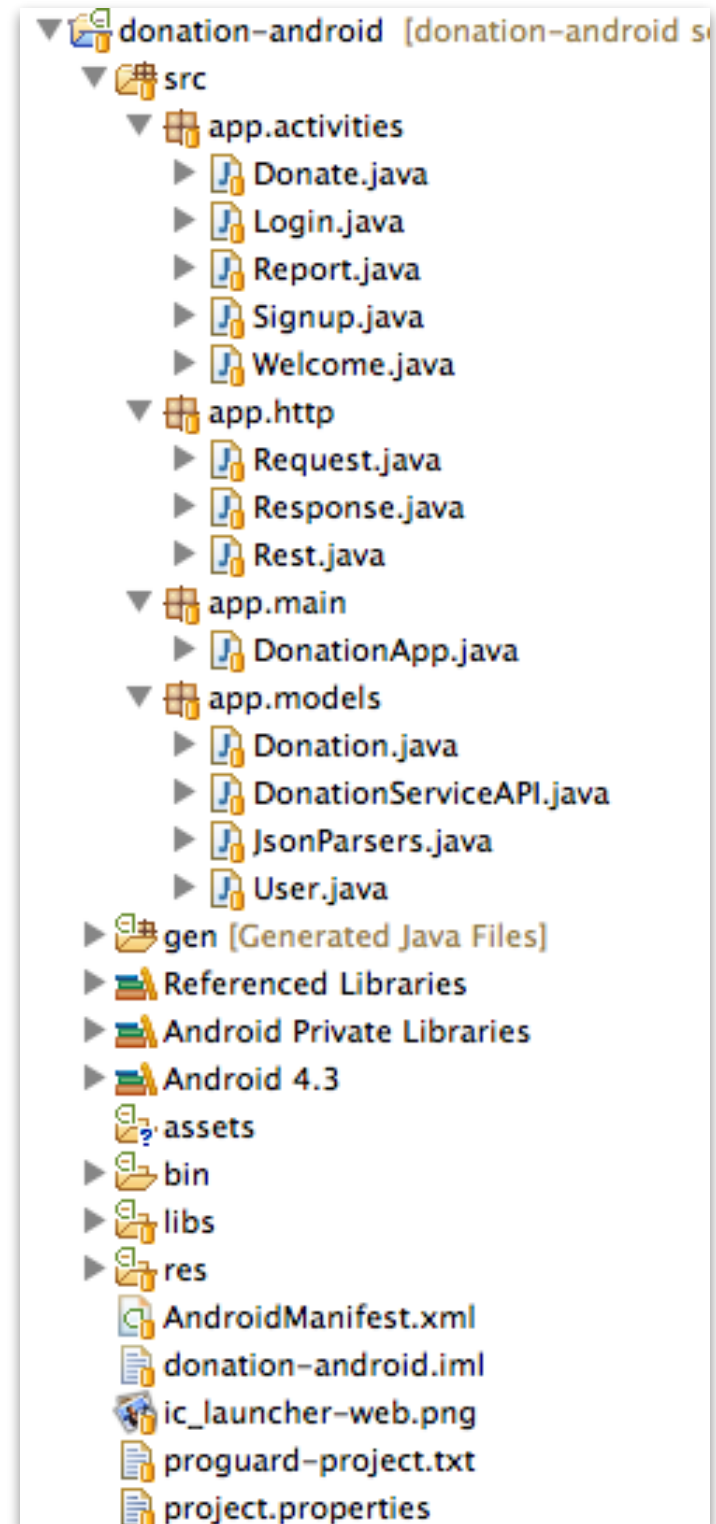 donation-android [donation-android s
src
app.activities
Donate.java
Login.java
Report.java
Signup.java
Welcome.java
app.http
Request.java
Response.java
Rest.java
app.main
DonationApp.java
app.models
Donation.java
DonationServiceAPI.java
JsonParsers.java
User.java
gen [Generated Java Files]
Referenced Libraries
Android Private Libraries
Android 4.3
assets
bin
libs
res
AndroidManifest.xml
donation-android.iml
ic_launcher-web.png
proguard-project.txt
project.properties